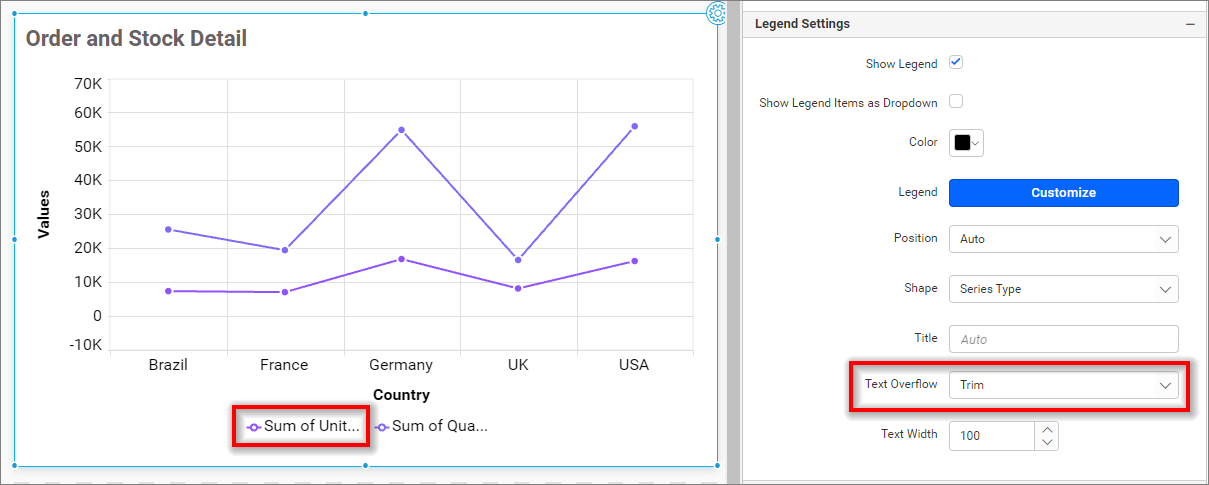 Order and Stock Detail
70K
60K
50K
40K
30K
20K
10K
0
-10K
Values
Brazil France Germany UK USA
Country
Sum of Unit... Sum of Qua...
Legend Settings
Show Legend
Show Legend Items as Dropdown
Color
Legend Customize
Position Auto
Shape Series Type
Title Auto
Text Overflow Trim
Text Width 100